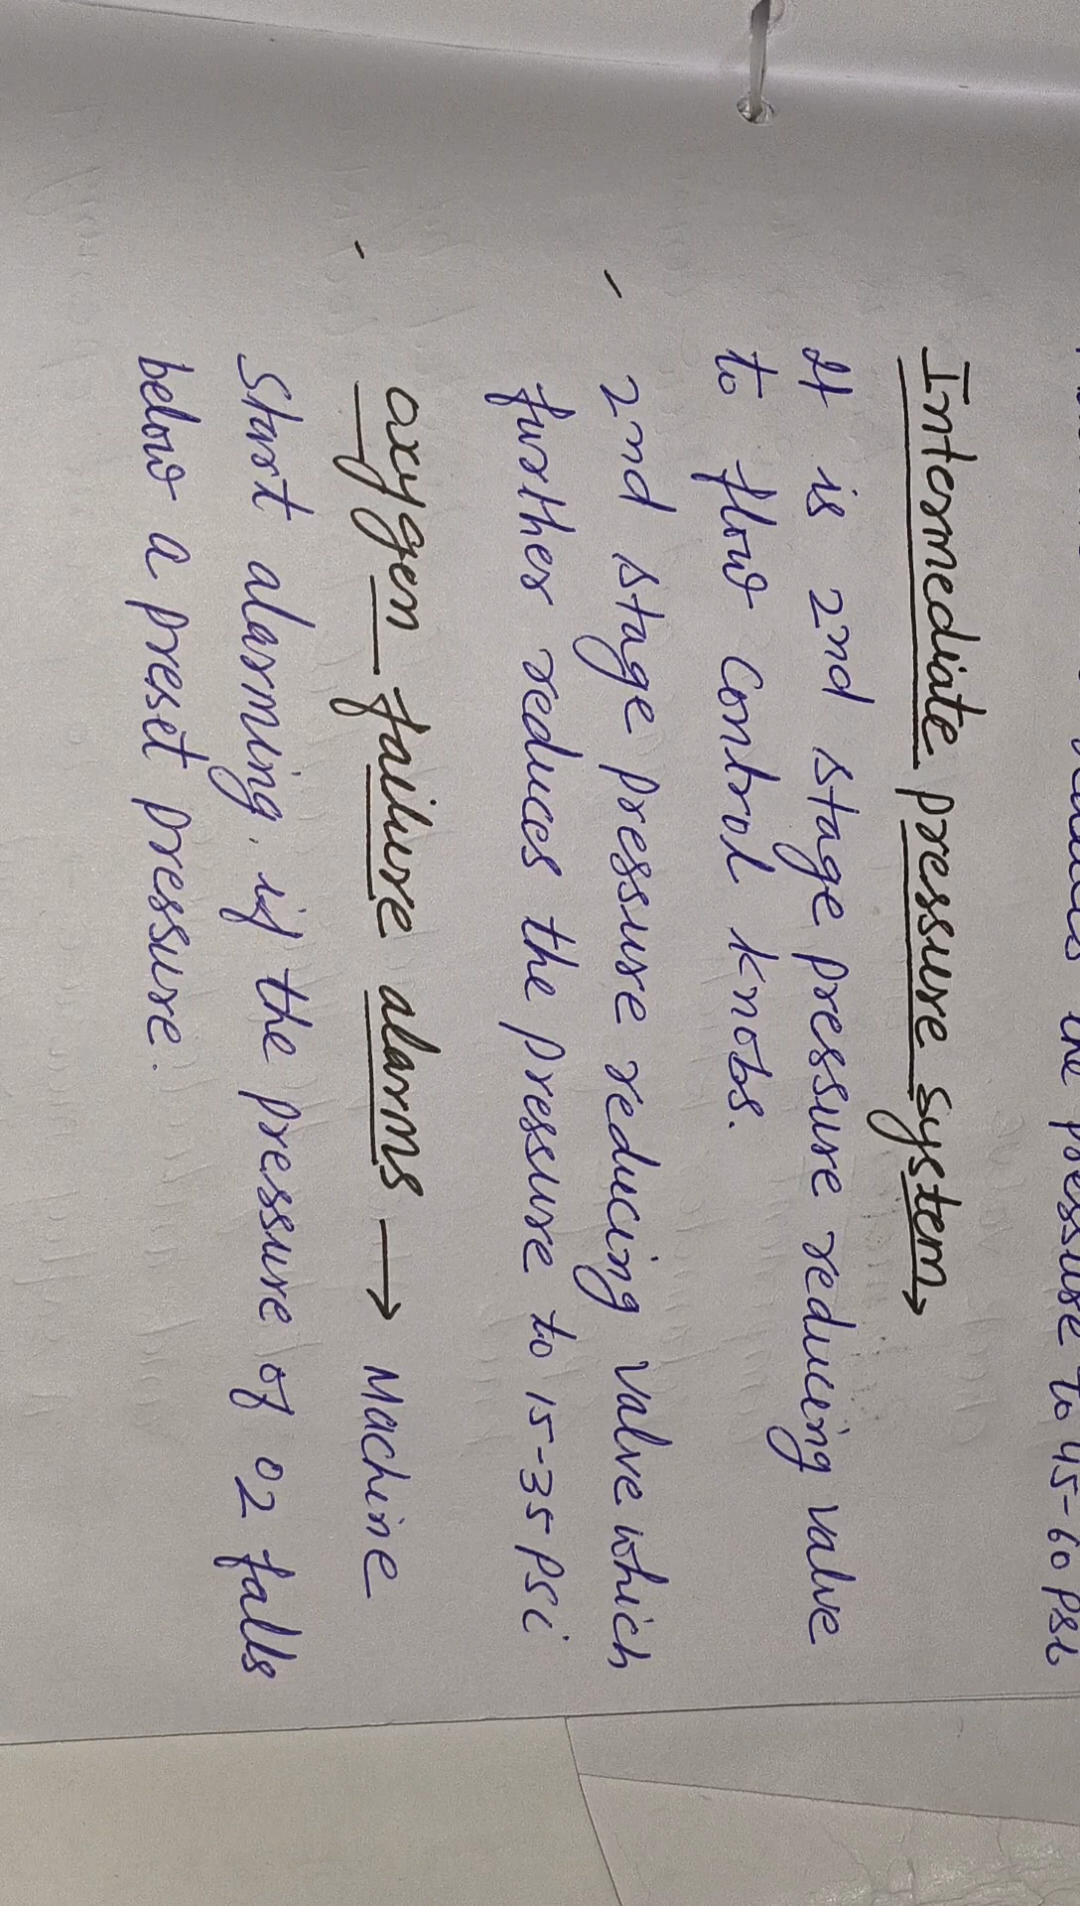 the pressure to 45-60 PSi
Intermediate pressure system →
It is 2nd stage pressure reducing valve
to flow control knobs.
- 2nd stage pressure reducing valve which
further reduces the pressure to 15-35 PSi
- oxygen failure alarms → Machine
Start alarming, if the pressure of O2 falls
below a preset pressure.